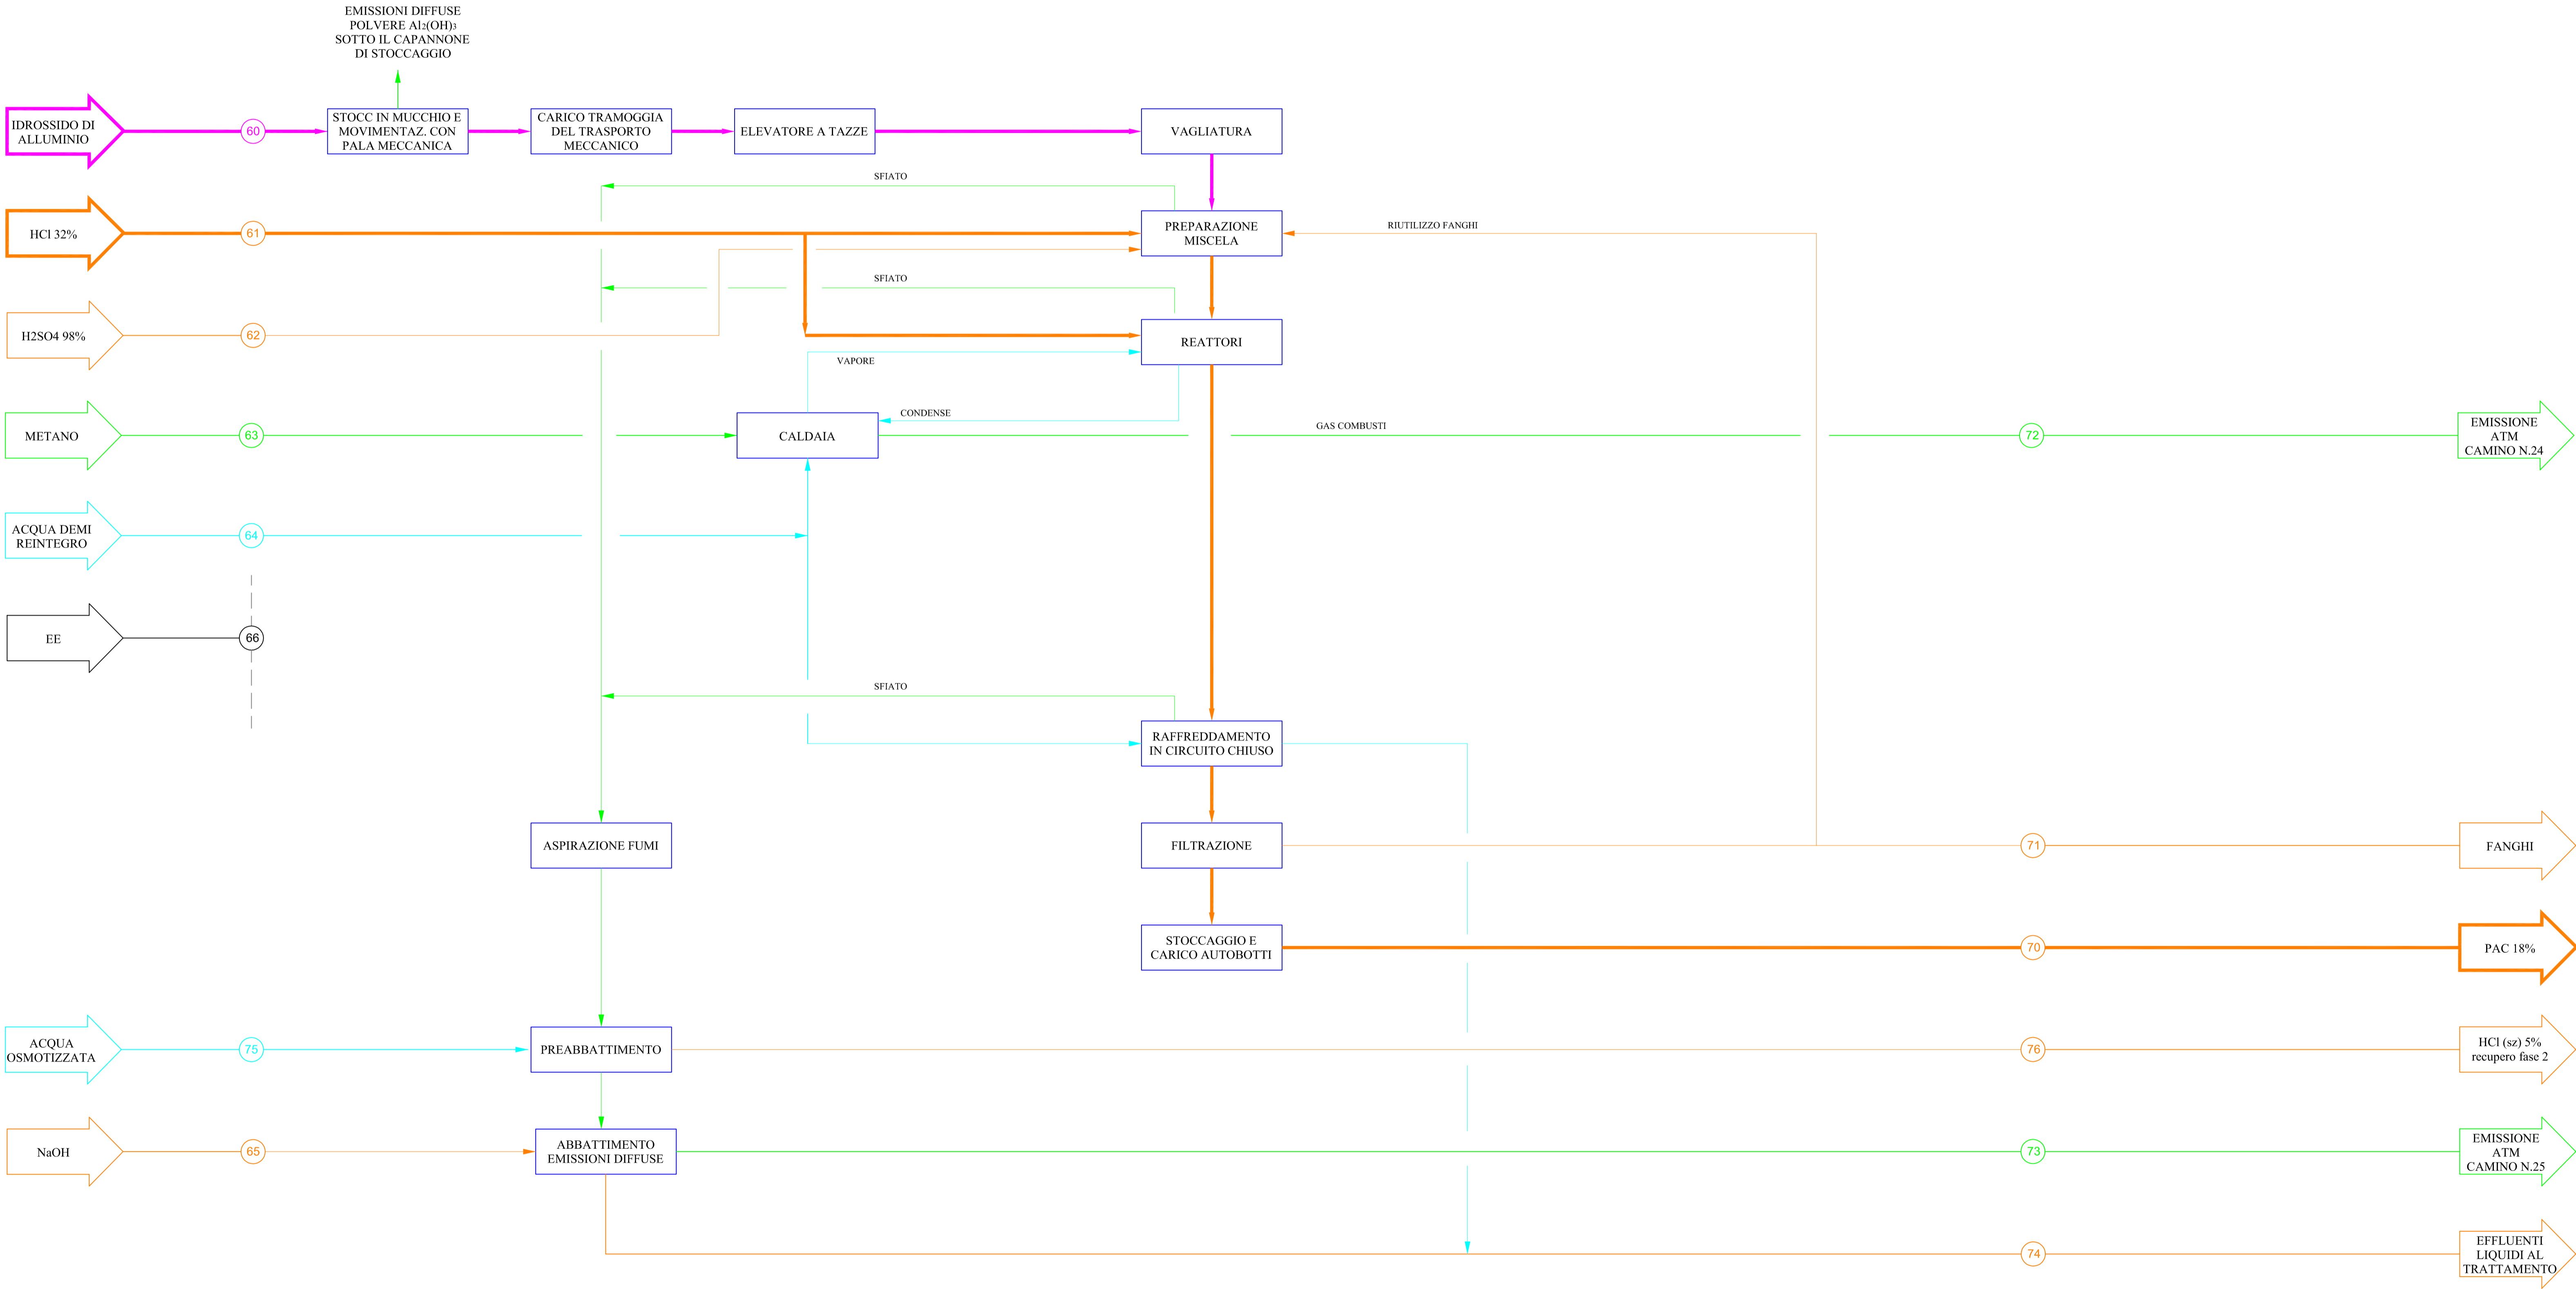 EMISSIONI DIFFUSE
POLVERE Al2(OH)3
SOTTO IL CAPANNONE
DI STOCCAGGIO
IDROSSIDO DI
ALLUMINIO
60
STOCC IN MUCCHIO E
MOVIMENTAZ. CON
PALA MECCANICA
CARICO TRAMOGGIA
DEL TRASPORTO
MECCANICO
ELEVATORE A TAZZE
VAGLIATURA
SFIATO
HCl 32%
61
PREPARAZIONE
MISCELA
RIUTILIZZO FANGHI
SFIATO
H2SO4 98%
62
REATTORI
VAPORE
CONDENSE
METANO
63
CALDAIA
GAS COMBUSTI
72
EMISSIONE
ATM
CAMINO N.24
ACQUA DEMI
REINTEGRO
64
EE
66
SFIATO
RAFFREDDAMENTO
IN CIRCUITO CHIUSO
ASPIRAZIONE FUMI
FILTRAZIONE
71
FANGHI
STOCCAGGIO E
CARICO AUTOBOTTI
70
PAC 18%
ACQUA
OSMOTIZZATA
75
PREABBATTIMENTO
76
HCl (sz) 5%
recupero fase 2
NaOH
65
ABBATTIMENTO
EMISSIONI DIFFUSE
73
EMISSIONE
ATM
CAMINO N.25
74
EFFLUENTI
LIQUIDI AL
TRATTAMENTO